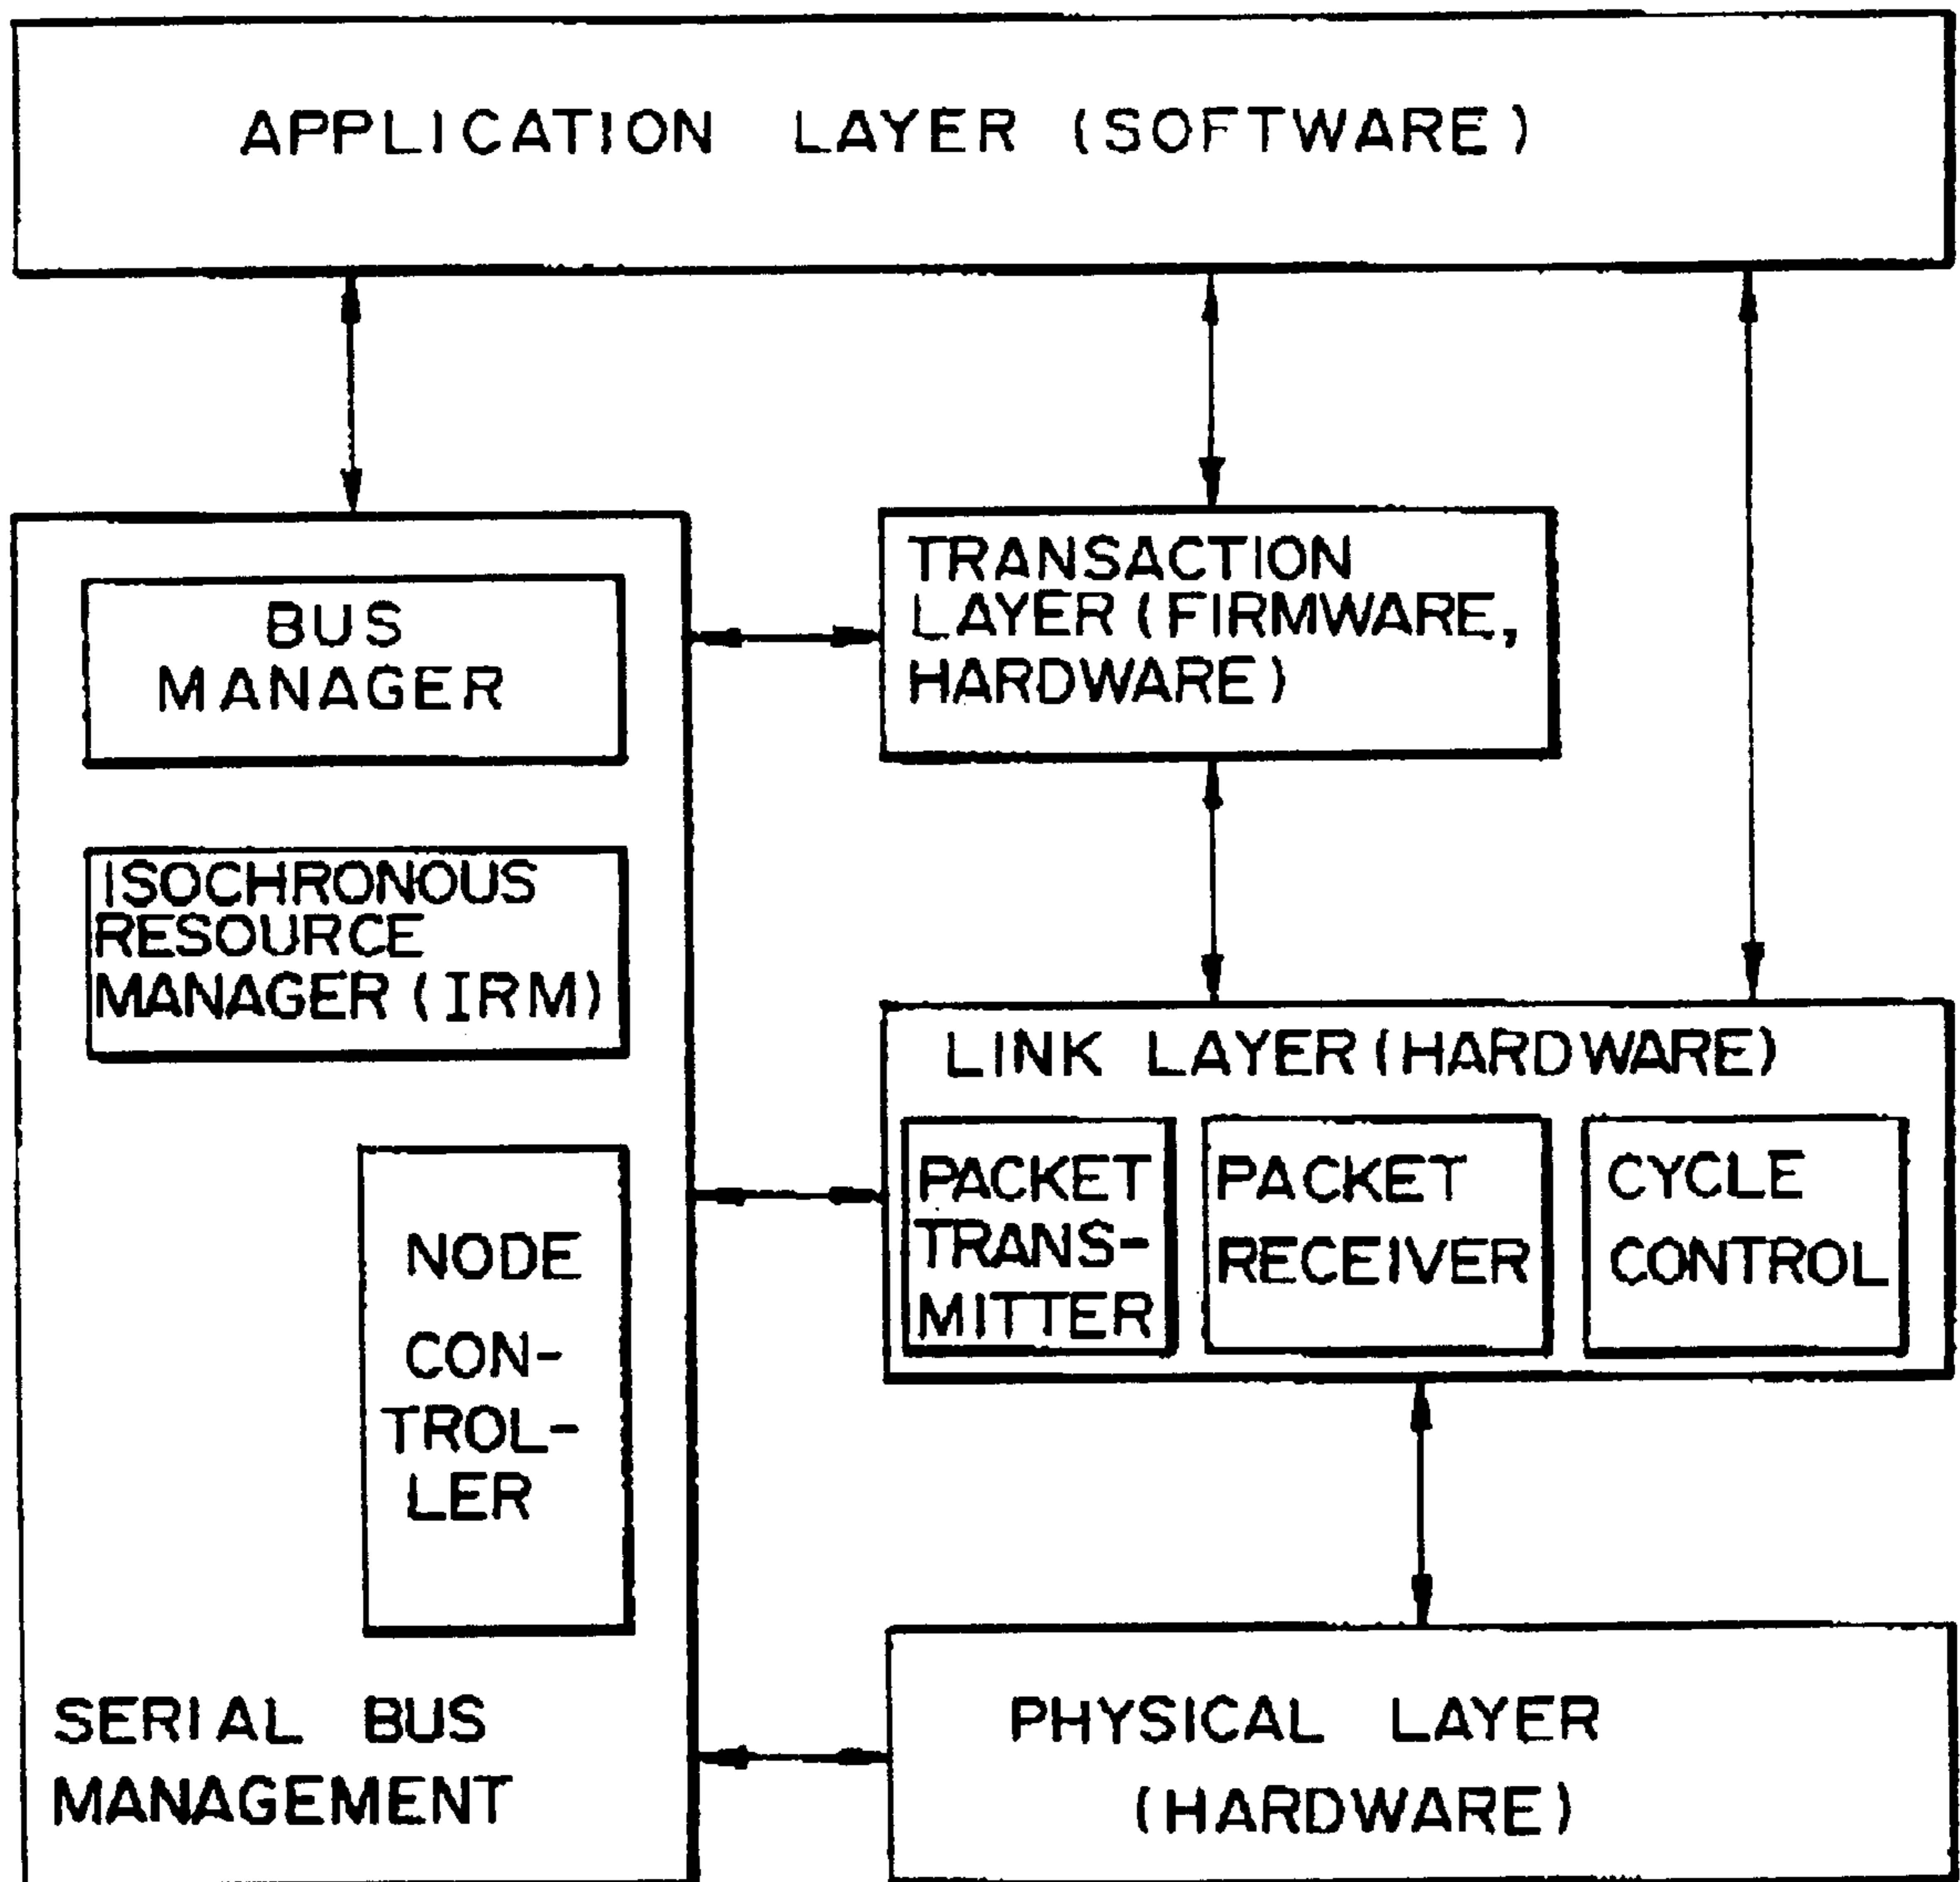 APPLICATION LAYER (SOFTWARE)
BUS
MANAGER
ISOCHRONOUS
RESOURCE
MANAGER (IRM)
NODE
CON-
TROL-
LER
SERIAL BUS
MANAGEMENT
TRANSACTION
LAYER (FIRMWARE,
HARDWARE)
LINK LAYER (HARDWARE)
PACKET
TRANS-
MITTER
PACKET
RECEIVER
CYCLE
CONTROL
PHYSICAL LAYER
(HARDWARE)